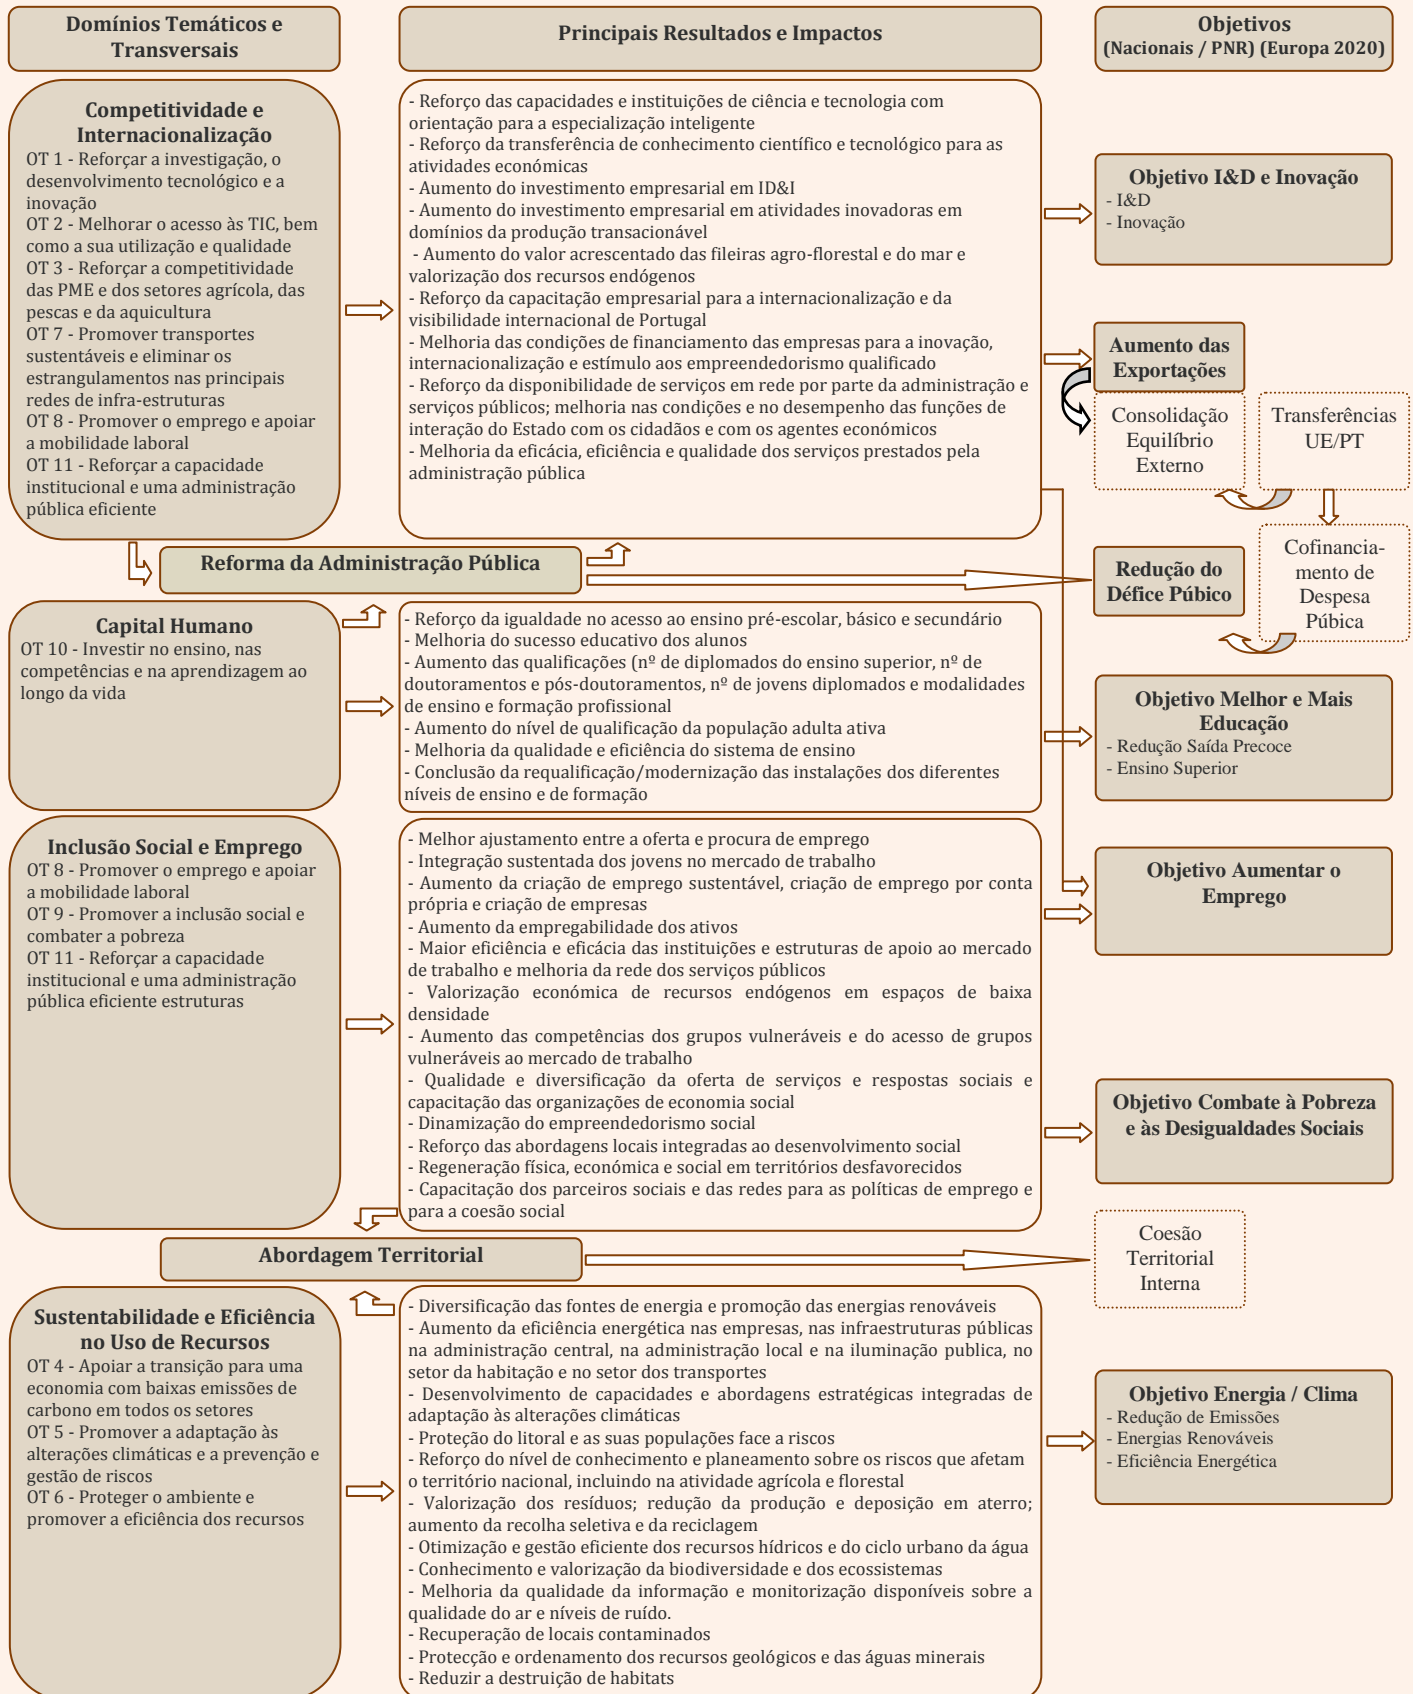 Domínios Temáticos e
Transversais
Principais Resultados e Impactos
Objetivos
(Nacionais / PNR) (Europa 2020)
Competitividade e
Internacionalização
OT 1 - Reforçar a investigação, o
desenvolvimento tecnológico e a
inovação
OT 2 - Melhorar o acesso às TIC, bem
como a sua utilização e qualidade
OT 3 - Reforçar a competitividade
das PME e dos setores agrícola, das
pescas e da aquicultura
OT 7 - Promover transportes
sustentáveis e eliminar os
estrangulamentos nas principais
redes de infra-estruturas
OT 8 - Promover o emprego e apoiar
a mobilidade laboral
OT 11 - Reforçar a capacidade
institucional e uma administração
pública eficiente
- Reforço das capacidades e instituições de ciência e tecnologia com
orientação para a especialização inteligente
- Reforço da transferência de conhecimento científico e tecnológico para as
atividades económicas
- Aumento do investimento empresarial em ID&I
- Aumento do investimento empresarial em atividades inovadoras em
domínios da produção transacionável
- Aumento do valor acrescentado das fileiras agro-florestal e do mar e
valorização dos recursos endógenos
- Reforço da capacitação empresarial para a internacionalização e da
visibilidade internacional de Portugal
- Melhoria das condições de financiamento das empresas para a inovação,
internacionalização e estímulo aos empreendedorismo qualificado
- Reforço da disponibilidade de serviços em rede por parte da administração e
serviços públicos; melhoria nas condições e no desempenho das funções de
interação do Estado com os cidadãos e com os agentes económicos
- Melhoria da eficácia, eficiência e qualidade dos serviços prestados pela
administração pública
Objetivo I&D e Inovação
- I&D
- Inovação
Aumento das
Exportações
Consolidação
Equilíbrio
Externo
Transferências
UE/PT
Reforma da Administração Pública
Redução do
Défice Púbico
Cofinancia-
mento de
Despesa
Púbica
Capital Humano
OT 10 - Investir no ensino, nas
competências e na aprendizagem ao
longo da vida
- Reforço da igualdade no acesso ao ensino pré-escolar, básico e secundário
- Melhoria do sucesso educativo dos alunos
- Aumento das qualificações (nº de diplomados do ensino superior, nº de
doutoramentos e pós-doutoramentos, nº de jovens diplomados e modalidades
de ensino e formação profissional
- Aumento do nível de qualificação da população adulta ativa
- Melhoria da qualidade e eficiência do sistema de ensino
- Conclusão da requalificação/modernização das instalações dos diferentes
níveis de ensino e de formação
Objetivo Melhor e Mais
Educação
- Redução Saída Precoce
- Ensino Superior
Inclusão Social e Emprego
OT 8 - Promover o emprego e apoiar
a mobilidade laboral
OT 9 - Promover a inclusão social e
combater a pobreza
OT 11 - Reforçar a capacidade
institucional e uma administração
pública eficiente estruturas
- Melhor ajustamento entre a oferta e procura de emprego
- Integração sustentada dos jovens no mercado de trabalho
- Aumento da criação de emprego sustentável, criação de emprego por conta
própria e criação de empresas
- Aumento da empregabilidade dos ativos
- Maior eficiência e eficácia das instituições e estruturas de apoio ao mercado
de trabalho e melhoria da rede dos serviços públicos
- Valorização económica de recursos endógenos em espaços de baixa
densidade
- Aumento das competências dos grupos vulneráveis e do acesso de grupos
vulneráveis ao mercado de trabalho
- Qualidade e diversificação da oferta de serviços e respostas sociais e
capacitação das organizações de economia social
- Dinamização do empreendedorismo social
- Reforço das abordagens locais integradas ao desenvolvimento social
- Regeneração física, económica e social em territórios desfavorecidos
- Capacitação dos parceiros sociais e das redes para as políticas de emprego e
para a coesão social
Objetivo Aumentar o
Emprego
Objetivo Combate à Pobreza
e às Desigualdades Sociais
Abordagem Territorial
Coesão
Territorial
Interna
Sustentabilidade e Eficiência
no Uso de Recursos
OT 4 - Apoiar a transição para uma
economia com baixas emissões de
carbono em todos os setores
OT 5 - Promover a adaptação às
alterações climáticas e a prevenção e
gestão de riscos
OT 6 - Proteger o ambiente e
promover a eficiência dos recursos
- Diversificação das fontes de energia e promoção das energias renováveis
- Aumento da eficiência energética nas empresas, nas infraestruturas públicas
na administração central, na administração local e na iluminação publica, no
setor da habitação e no setor dos transportes
- Desenvolvimento de capacidades e abordagens estratégicas integradas de
adaptação às alterações climáticas
- Proteção do litoral e as suas populações face a riscos
- Reforço do nível de conhecimento e planeamento sobre os riscos que afetam
o território nacional, incluindo na atividade agrícola e florestal
- Valorização dos resíduos; redução da produção e deposição em aterro;
aumento da recolha seletiva e da reciclagem
- Otimização e gestão eficiente dos recursos hídricos e do ciclo urbano da água
- Conhecimento e valorização da biodiversidade e dos ecossistemas
- Melhoria da qualidade da informação e monitorização disponíveis sobre a
qualidade do ar e níveis de ruído.
- Recuperação de locais contaminados
- Protecção e ordenamento dos recursos geológicos e das águas minerais
- Reduzir a destruição de habitats
Objetivo Energia / Clima
- Redução de Emissões
- Energias Renováveis
- Eficiência Energética